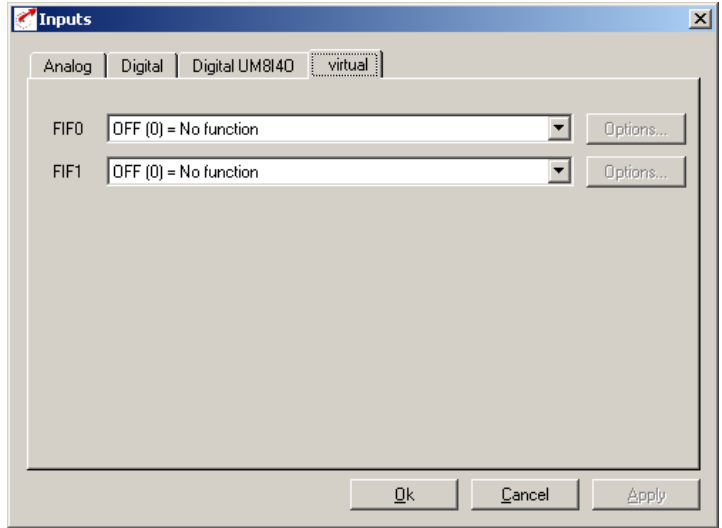 Inputs
Analog Digital Digital UM8I40 virtual
FIF0 OFF (0) = No function Options...
FIF1 OFF (0) = No function Options...
Ok Cancel Apply